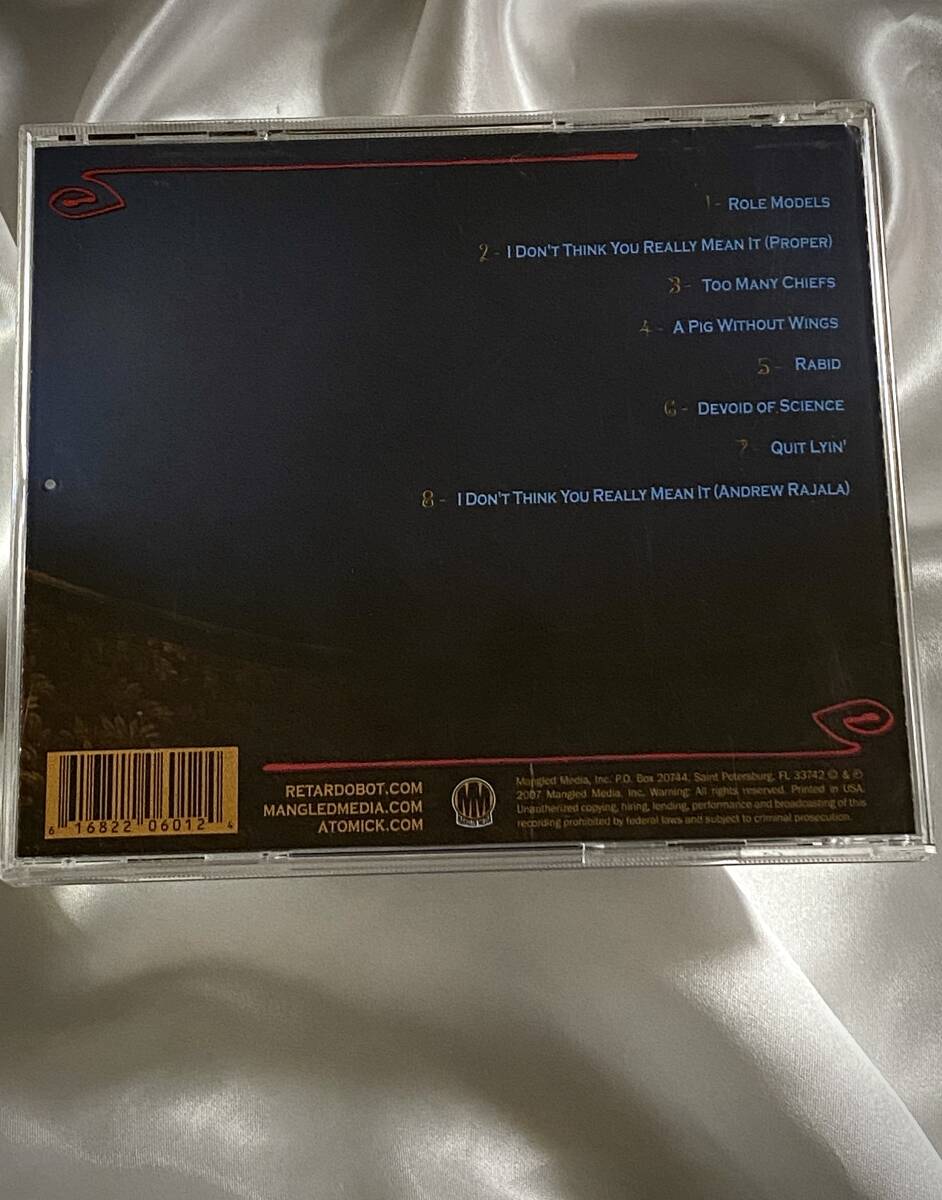 1- ROLE MODELS
2- I DON'T THINK YOU REALLY MEAN IT (PROPER)
3- TOO MANY CHIEFS
4- A PIG WITHOUT WINGS
5- RABID
6- DEVOID OF SCIENCE
7- QUIT LYIN'
8- I DON'T THINK YOU REALLY MEAN IT (ANDREW RAJALA)
6 16822 06012 4
RETARDOBOT.COM
MANGLEDMEDIA.COM
ATOMICK.COM
Mangled Media, Inc. P.O. Box 20744, Saint Petersburg, FL 33742 © & ℗
2007 Mangled Media, Inc. Warning: All rights reserved. Printed in USA.
Unauthorized copying, hiring, lending, performance and broadcasting of this
recording prohibited by federal laws and subject to criminal prosecution.